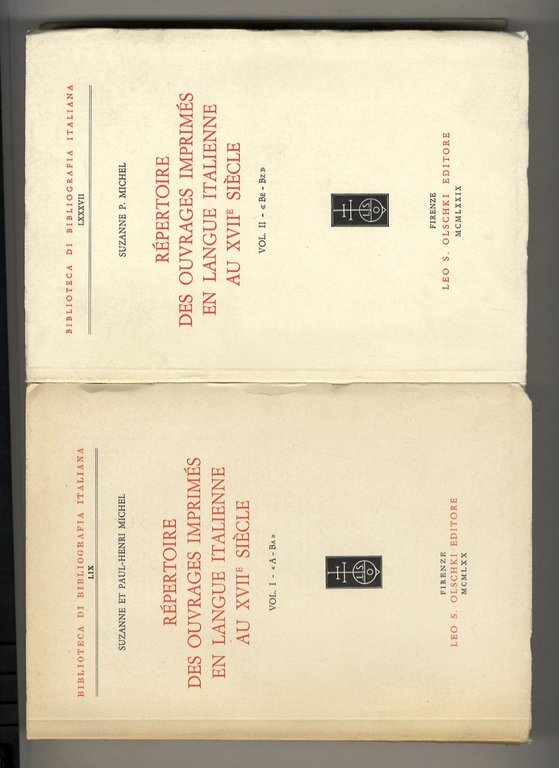 BIBLIOTECA DI BIBLIOGRAFIA ITALIANA
LXXXVII
SUZANNE P. MICHEL
RÉPERTOIRE
DES OUVRAGES IMPRIMÉS
EN LANGUE ITALIENNE
AU XVIIE SIÈCLE
VOL. II - «BE - BZ»
LSO
FIRENZE
MCMLXXIX
LEO S. OLSCHKI EDITORE
BIBLIOTECA DI BIBLIOGRAFIA ITALIANA
LIX
SUZANNE ET PAUL-HENRI MICHEL
RÉPERTOIRE
DES OUVRAGES IMPRIMÉS
EN LANGUE ITALIENNE
AU XVIIE SIÈCLE
VOL. I - «A - BA»
LSO
FIRENZE
MCMLXX
LEO S. OLSCHKI EDITORE